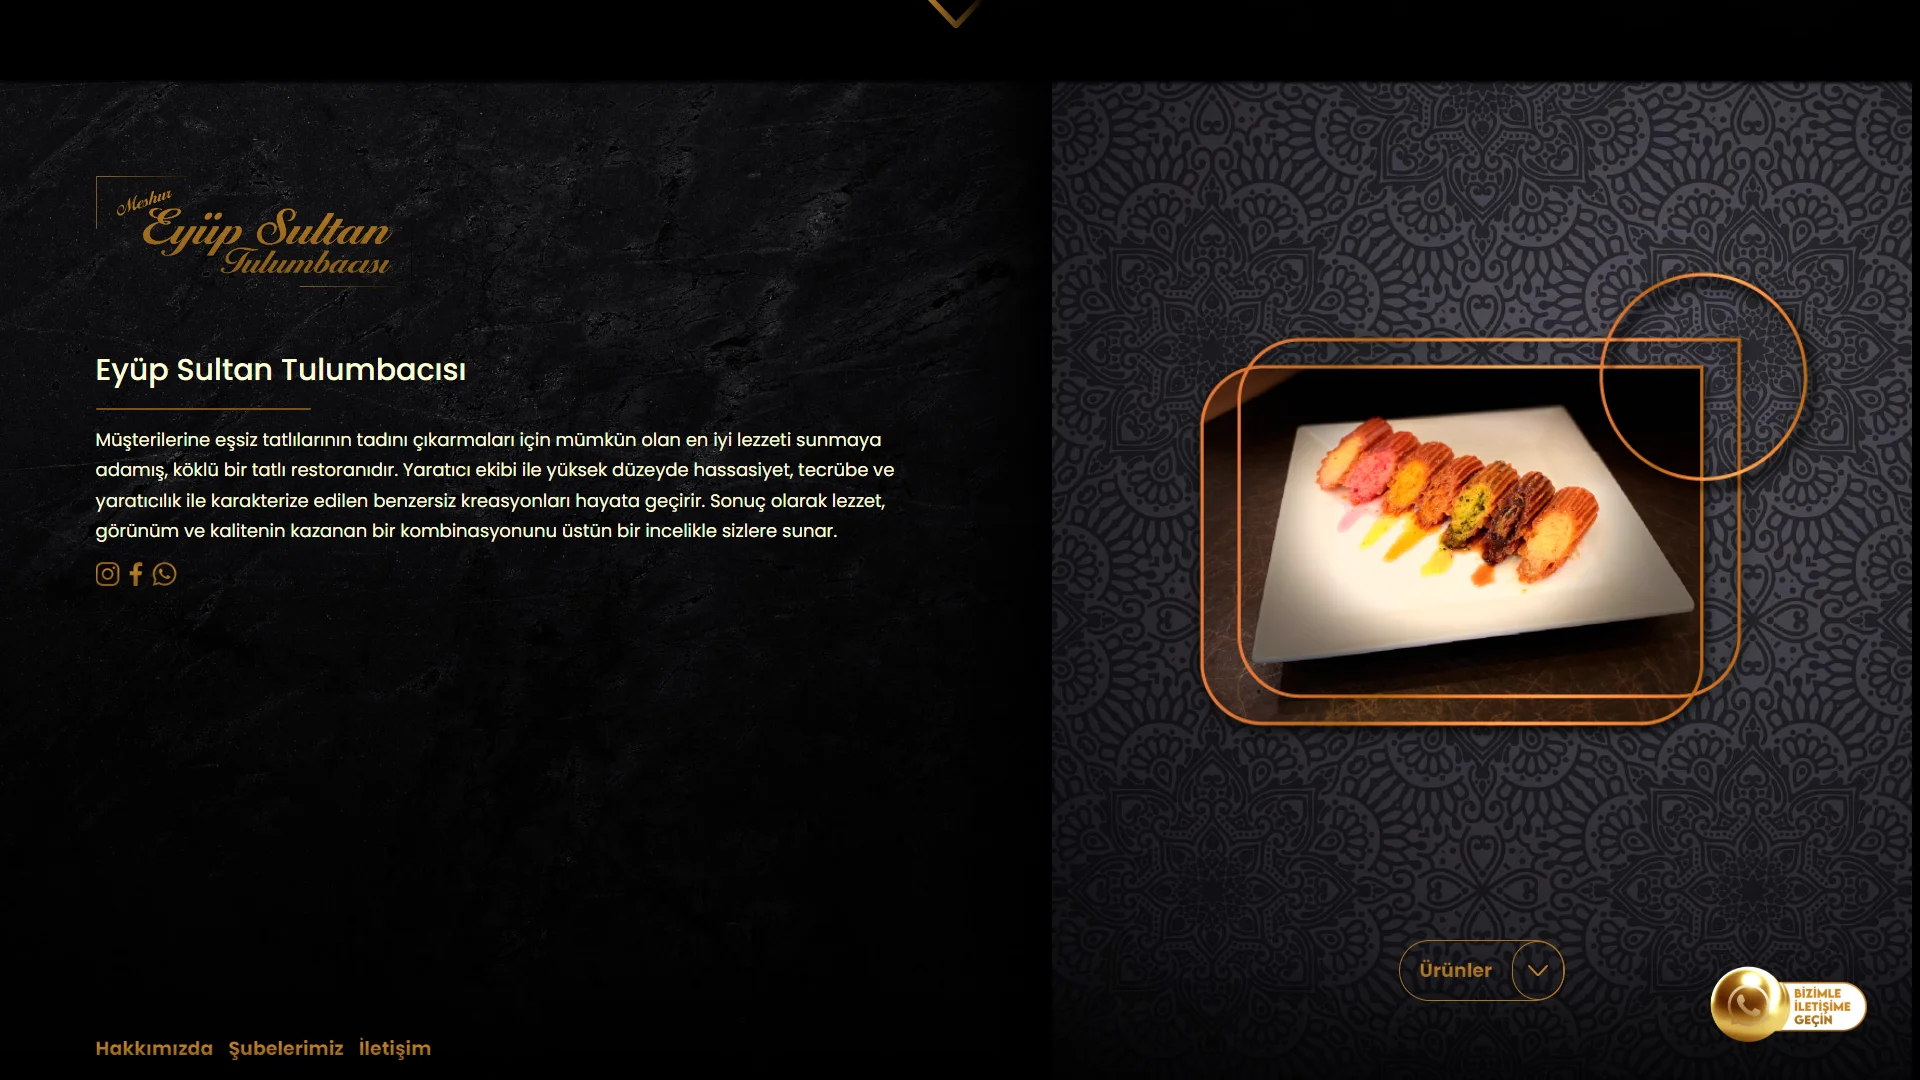 Meshur
Eyüp Sultan
Tulumbacısı
Eyüp Sultan Tulumbacısı
Müşterilerine eşsiz tatlılarının tadını çıkarmaları için mümkün olan en iyi lezzeti sunmaya
adamış, köklü bir tatlı restoranıdır. Yaratıcı ekibi ile yüksek düzeyde hassasiyet, tecrübe ve
yaratıcılık ile karakterize edilen benzersiz kreasyonları hayata geçirir. Sonuç olarak lezzet,
görünüm ve kalitenin kazanan bir kombinasyonunu üstün bir incelikle sizlere sunar.
Ürünler
BİZİMLE
İLETİŞİME
GEÇİN
Hakkımızda Şubelerimiz İletişim